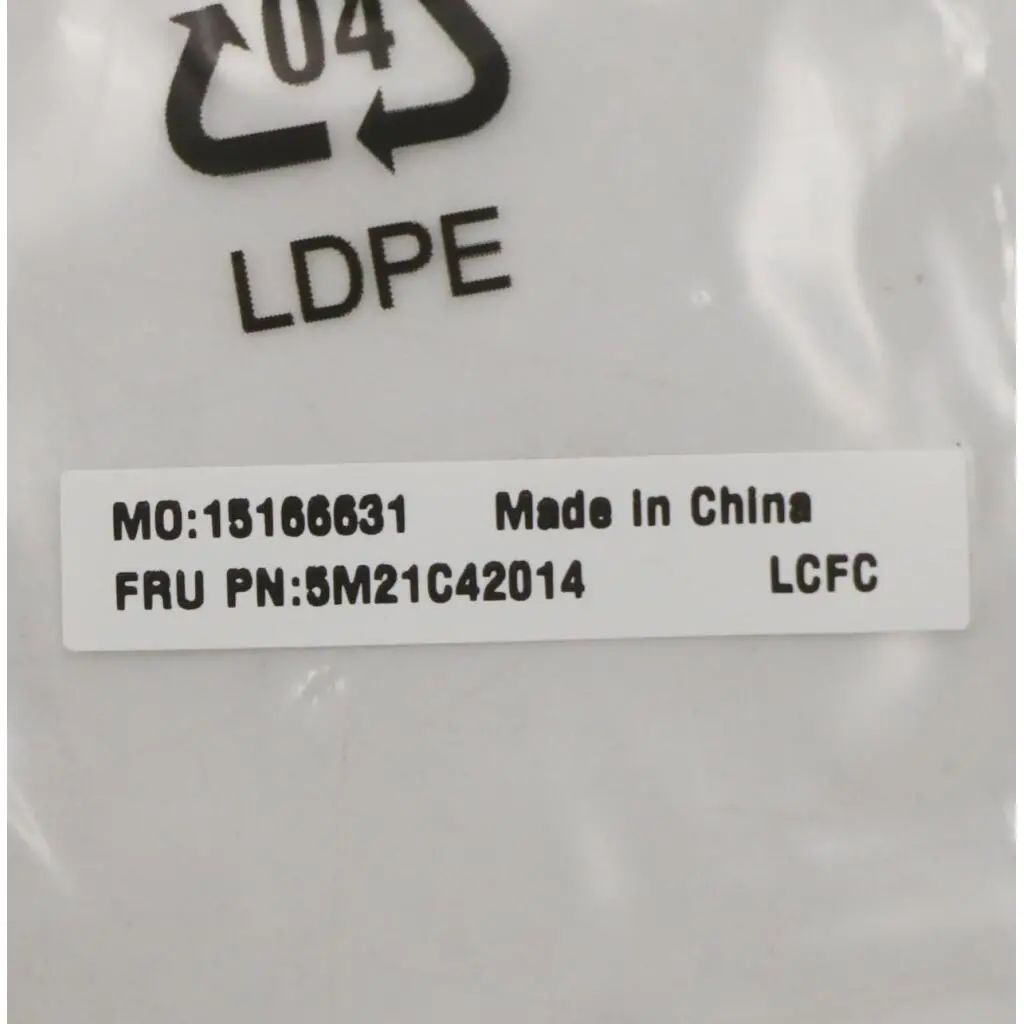 04
LDPE
MO:15166631 Made in China
FRU PN:5M21C42014 LCFC